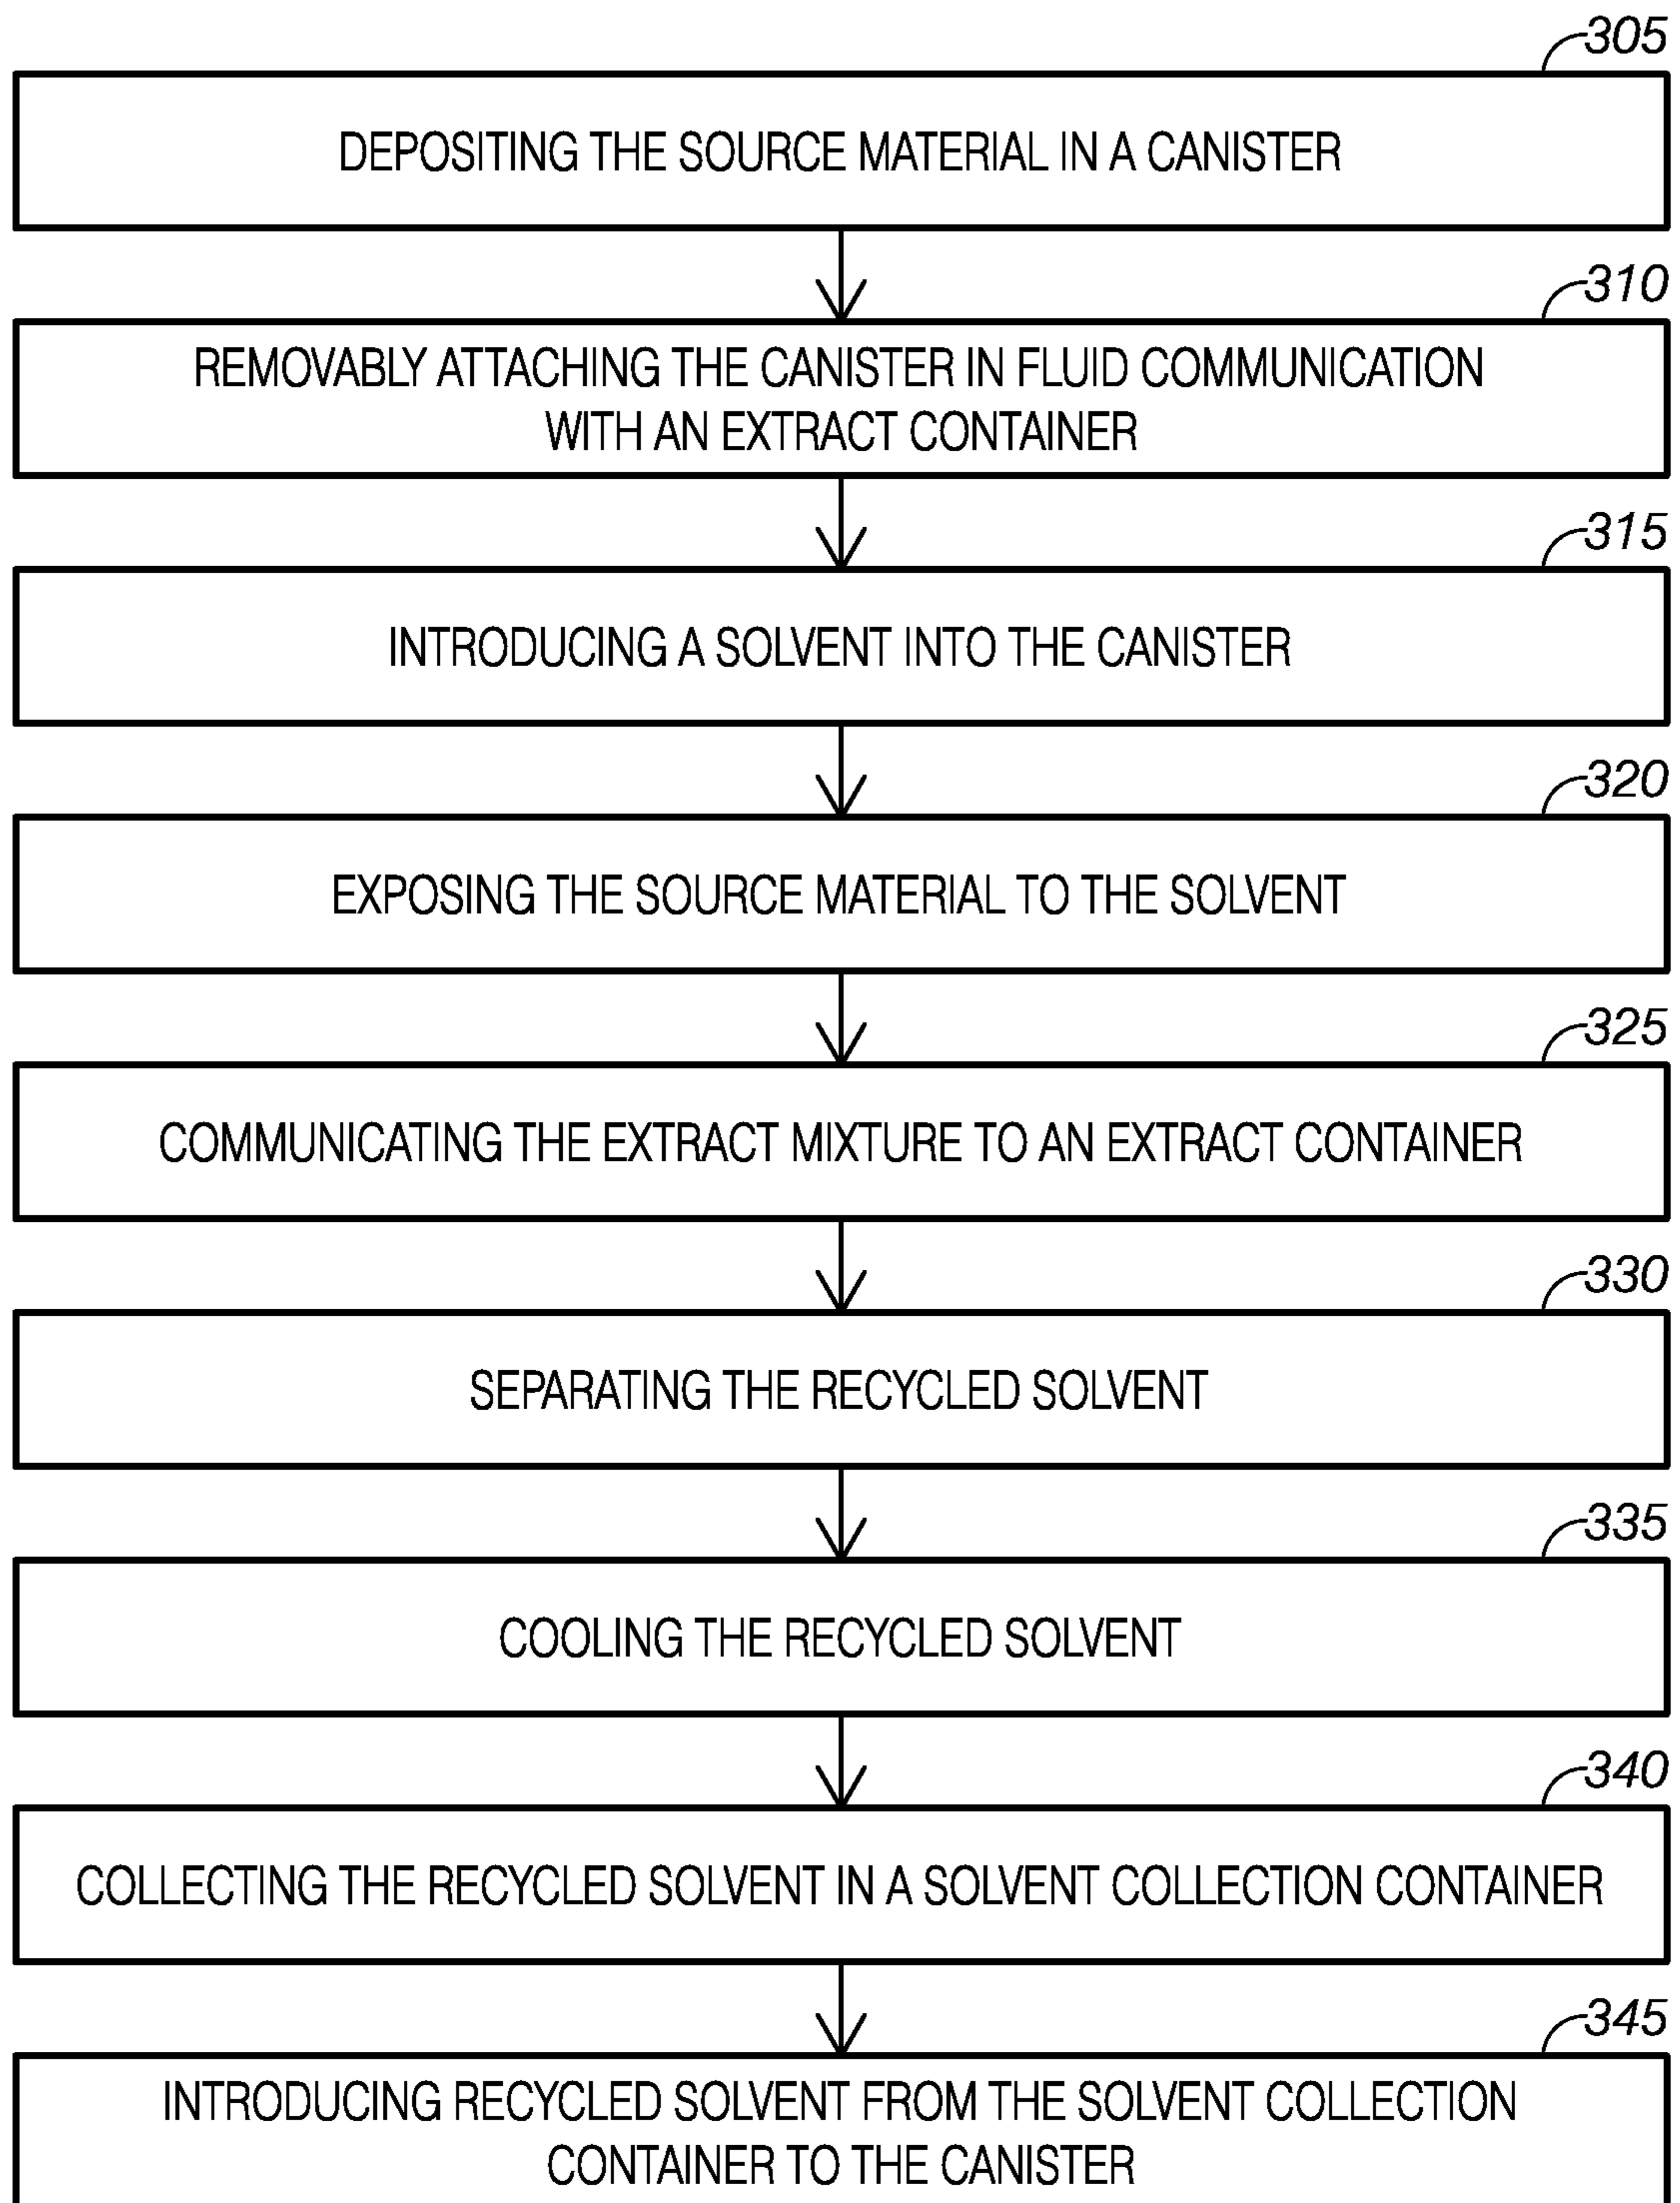 305
DEPOSITING THE SOURCE MATERIAL IN A CANISTER
310
REMOVABLY ATTACHING THE CANISTER IN FLUID COMMUNICATION
WITH AN EXTRACT CONTAINER
315
INTRODUCING A SOLVENT INTO THE CANISTER
320
EXPOSING THE SOURCE MATERIAL TO THE SOLVENT
325
COMMUNICATING THE EXTRACT MIXTURE TO AN EXTRACT CONTAINER
330
SEPARATING THE RECYCLED SOLVENT
335
COOLING THE RECYCLED SOLVENT
340
COLLECTING THE RECYCLED SOLVENT IN A SOLVENT COLLECTION CONTAINER
345
INTRODUCING RECYCLED SOLVENT FROM THE SOLVENT COLLECTION
CONTAINER TO THE CANISTER